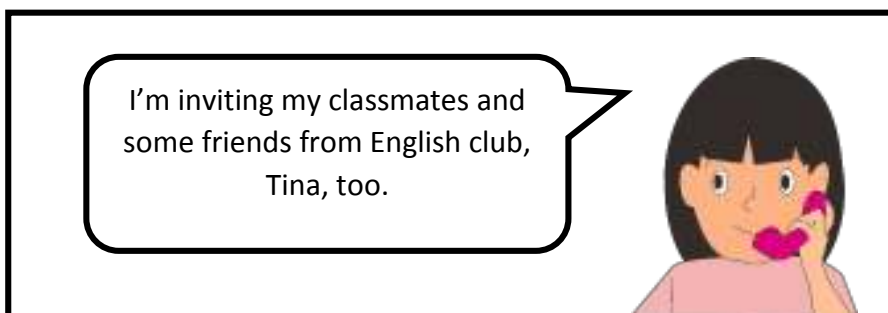 I’m inviting my classmates and
some friends from English club,
Tina, too.